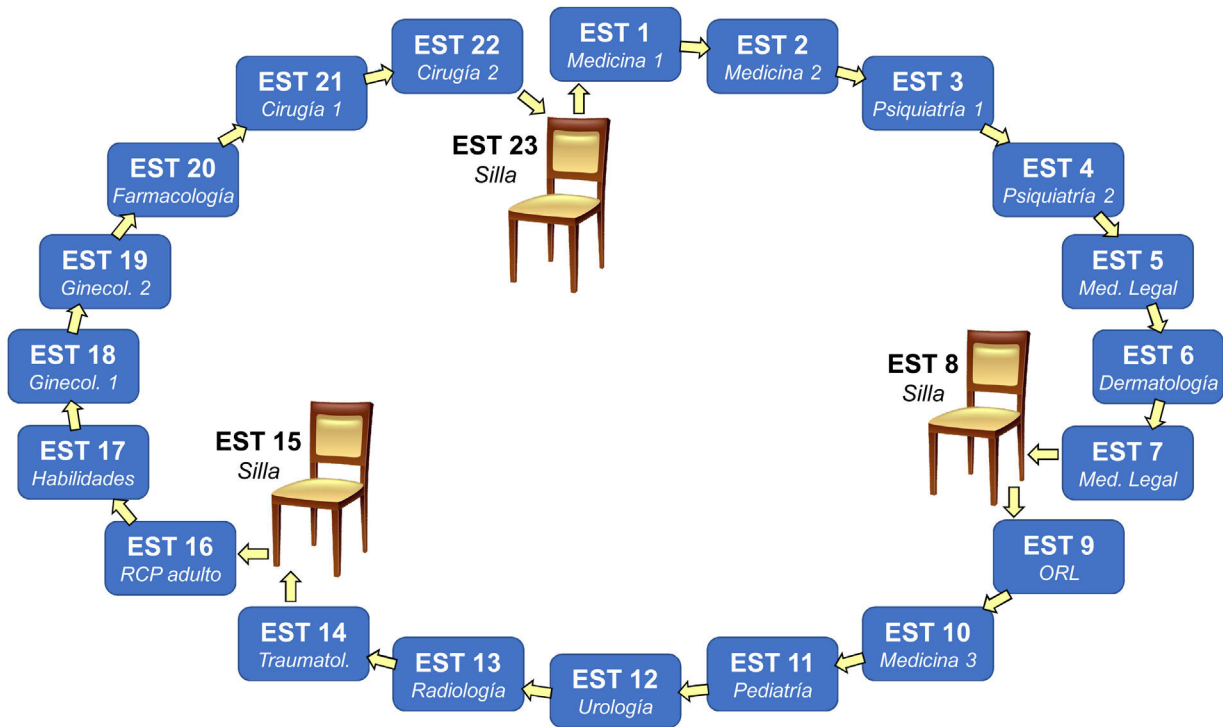 EST 1
Medicina 1
EST 2
Medicina 2
EST 3
Psiquiatría 1
EST 4
Psiquiatría 2
EST 5
Med. Legal
EST 6
Dermatología
EST 7
Med. Legal
EST 8
Silla
EST 9
ORL
EST 10
Medicina 3
EST 11
Pediatría
EST 12
Urología
EST 13
Radiología
EST 14
Traumatol.
EST 15
Silla
EST 16
RCP adulto
EST 17
Habilidades
EST 18
Ginecol. 1
EST 19
Ginecol. 2
EST 20
Farmacología
EST 21
Cirugía 1
EST 22
Cirugía 2
EST 23
Silla